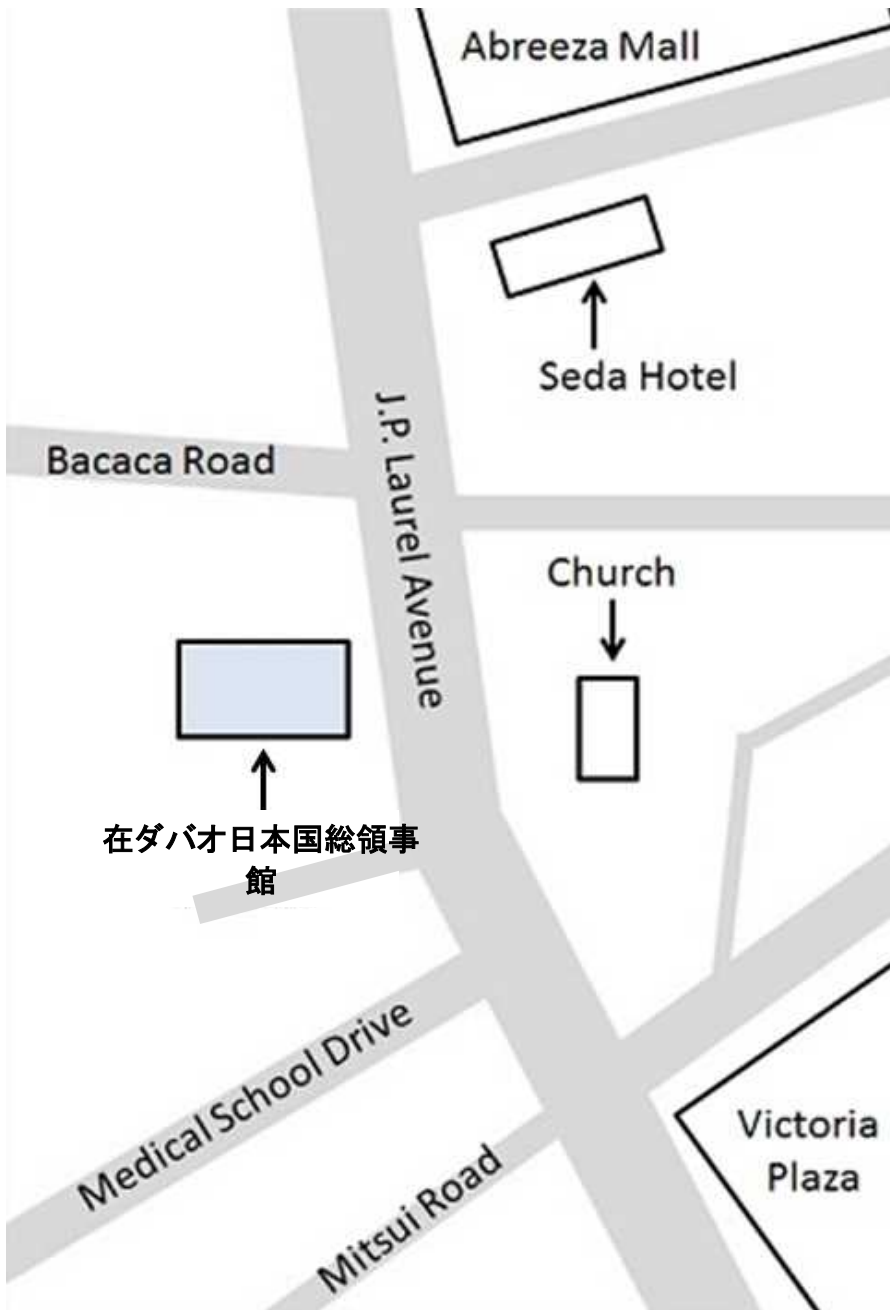 Abreeza Mall
Seda Hotel
J.P. Laurel Avenue
Bacaca Road
Church
在ダバオ日本国総領事
館
Medical School Drive
Mitsui Road
Victoria
Plaza